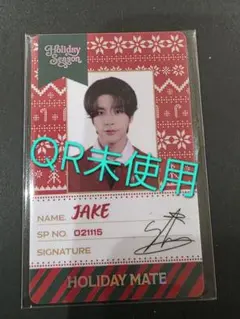 Holiday
Season
QR未使用
NAME. JAKE
SP NO. 021115
SIGNATURE
HOLIDAY MATE